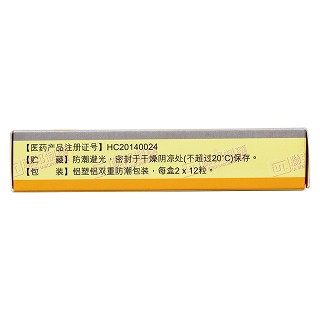 【医药产品注册证号】HC20140024
【贮　　藏】防潮避光，密封于干燥阴凉处(不超过20℃)保存。
【包　　装】铝塑铝双重防潮包装，每盒2 x 12粒。